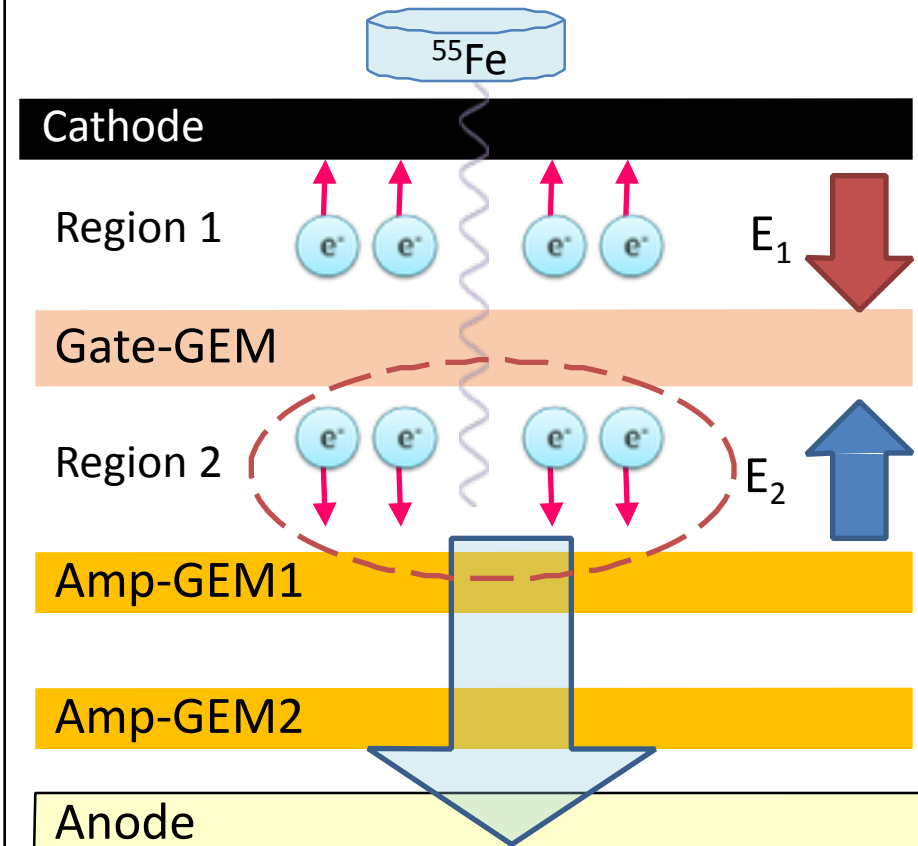 ⁵⁵Fe
Cathode
Region 1
e⁻ e⁻ e⁻ e⁻
E₁
Gate-GEM
e⁻ e⁻ e⁻ e⁻
Region 2
E₂
Amp-GEM1
Amp-GEM2
Anode